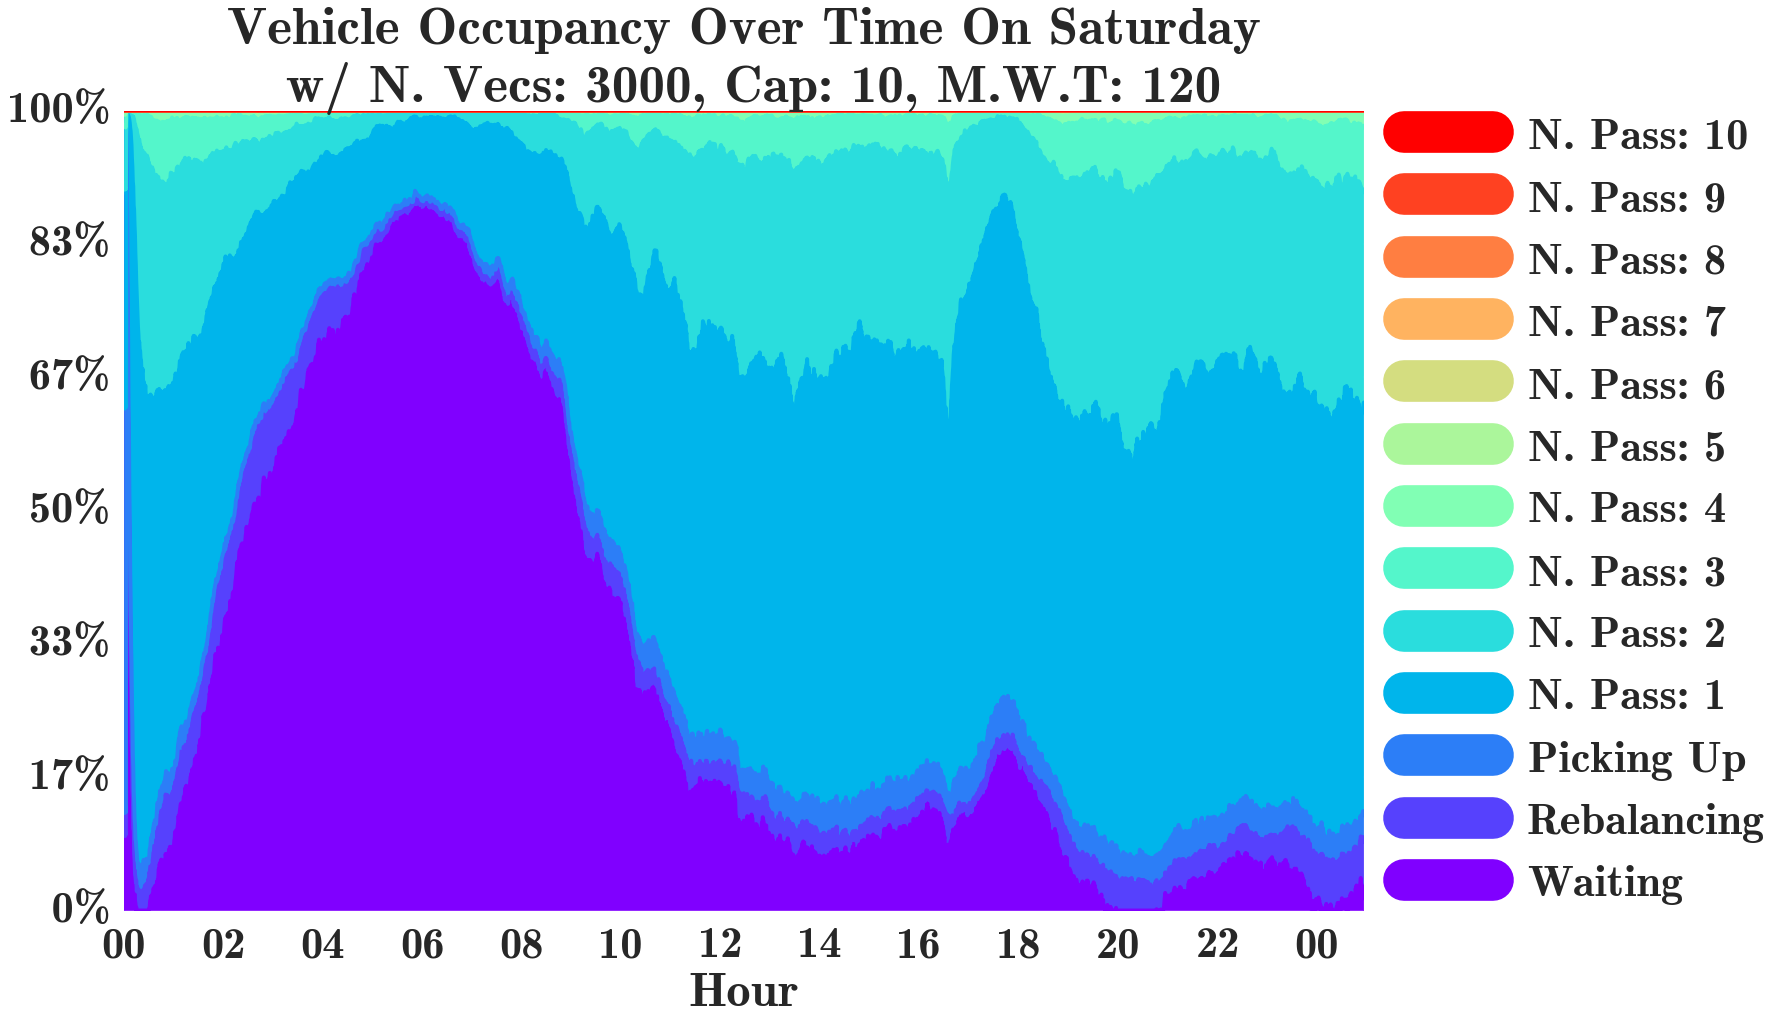 Vehicle Occupancy Over Time On Saturday
w/ N. Vecs: 3000, Cap: 10, M.W.T: 120
100%
83%
67%
50%
33%
17%
0%
00 02 04 06 08 10 12 14 16 18 20 22 00
Hour
N. Pass: 10
N. Pass: 9
N. Pass: 8
N. Pass: 7
N. Pass: 6
N. Pass: 5
N. Pass: 4
N. Pass: 3
N. Pass: 2
N. Pass: 1
Picking Up
Rebalancing
Waiting